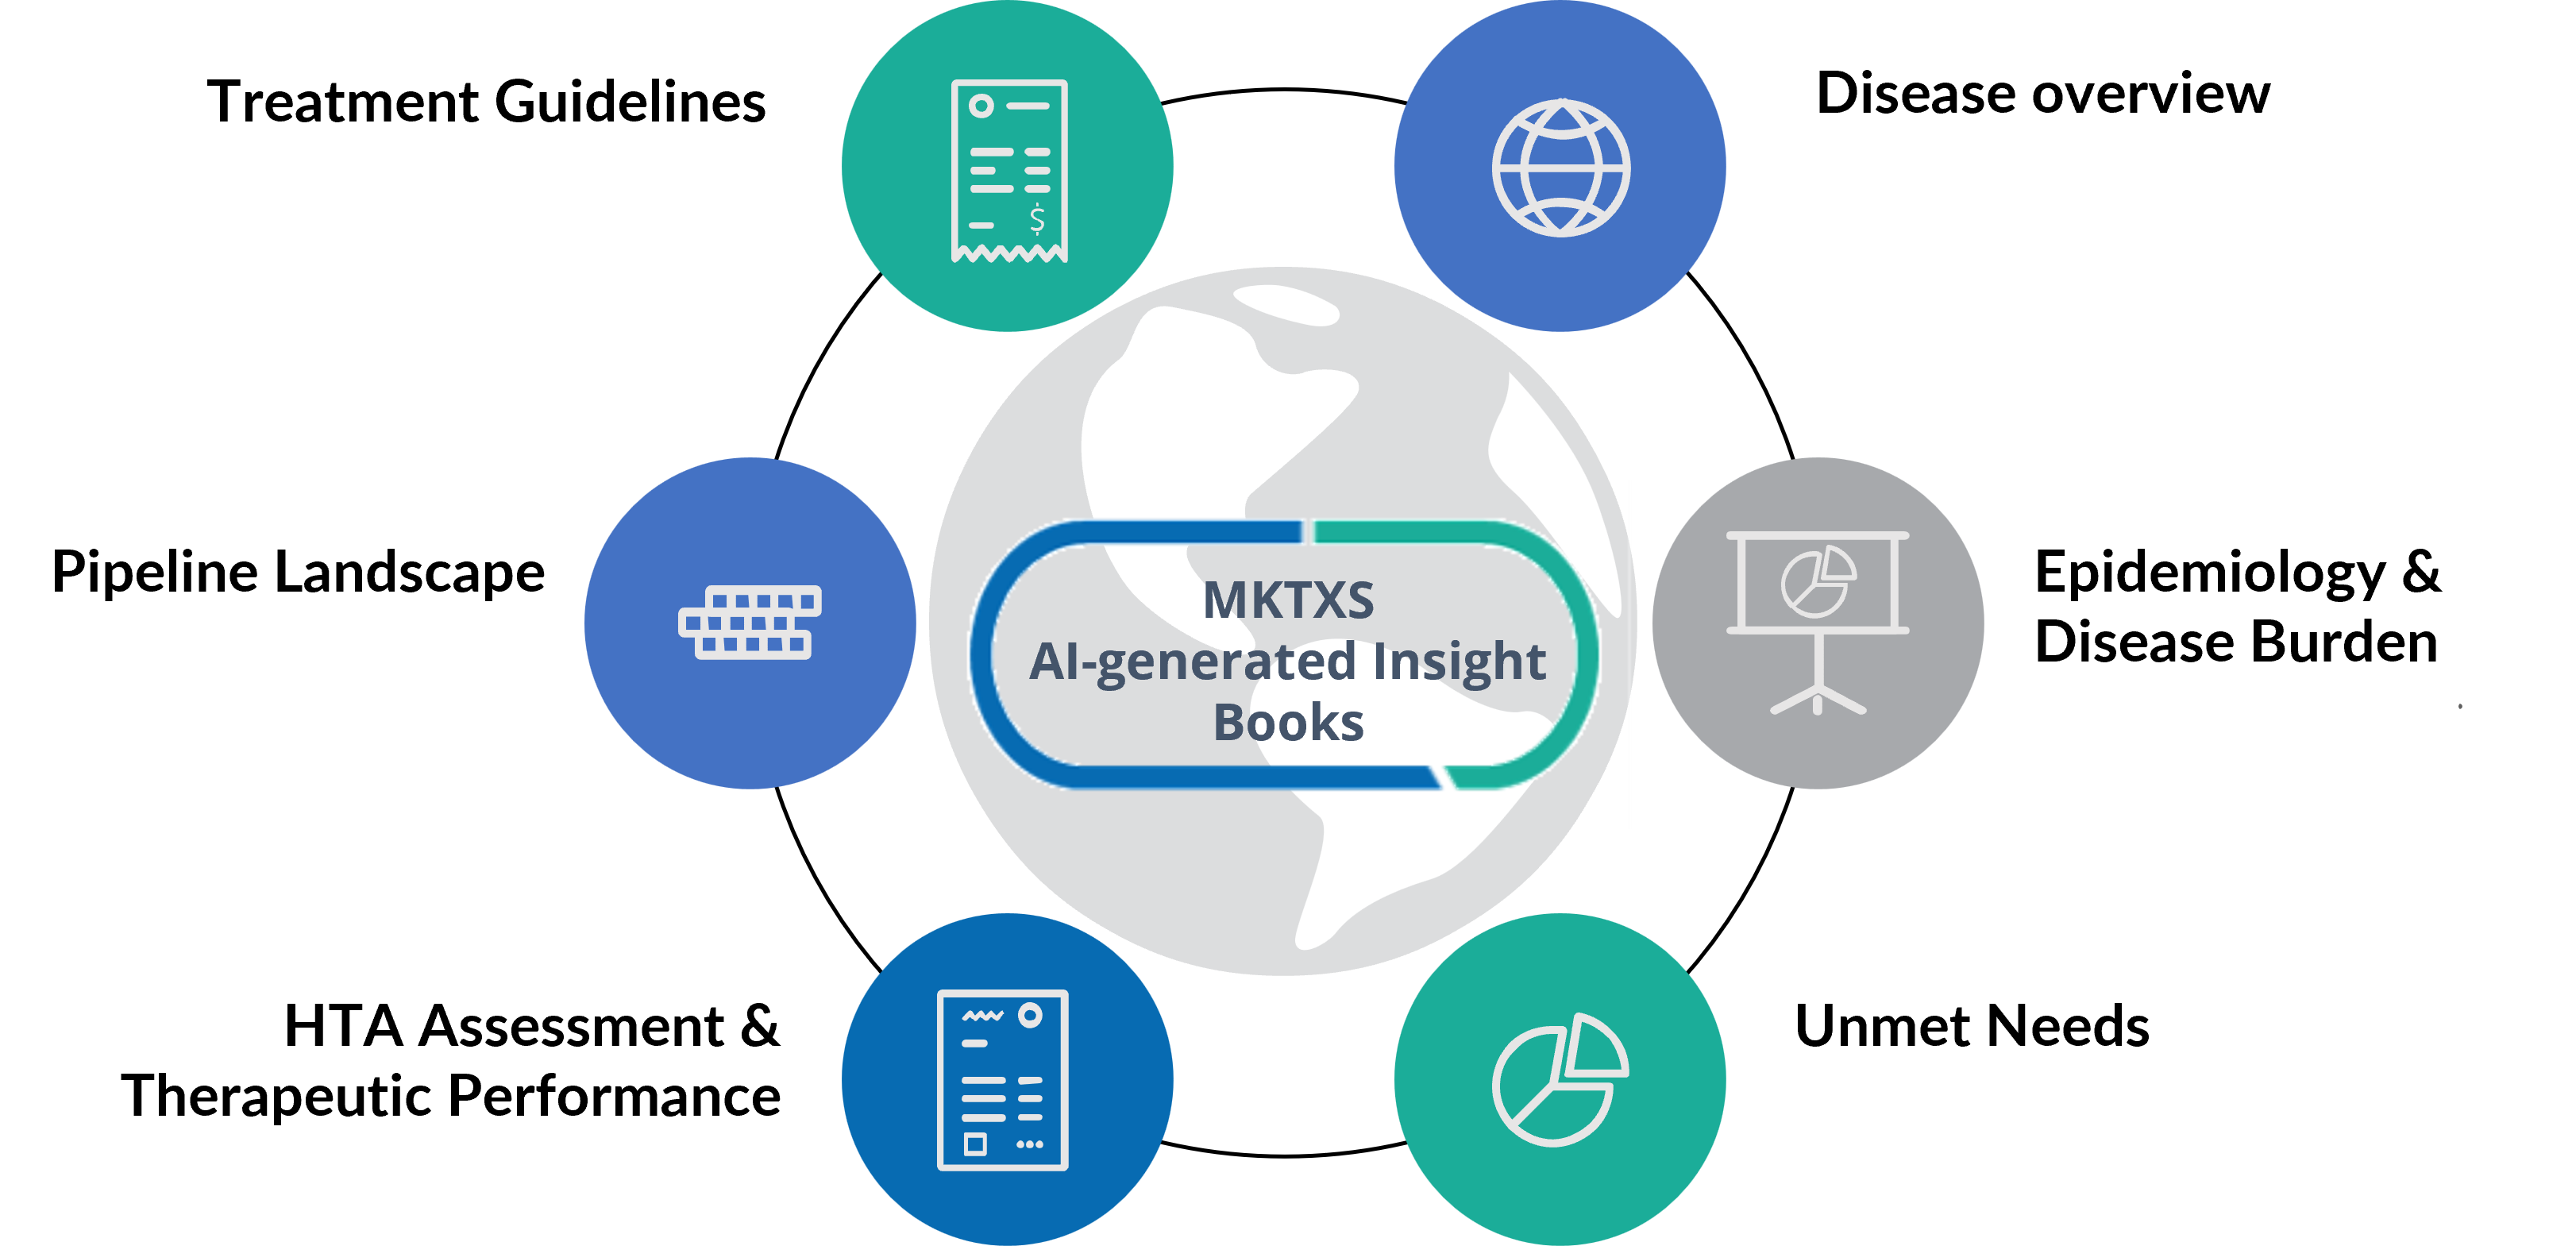 Treatment Guidelines
Disease overview
Pipeline Landscape
MKTXS
AI-generated Insight
Books
Epidemiology &
Disease Burden
HTA Assessment &
Therapeutic Performance
Unmet Needs
$